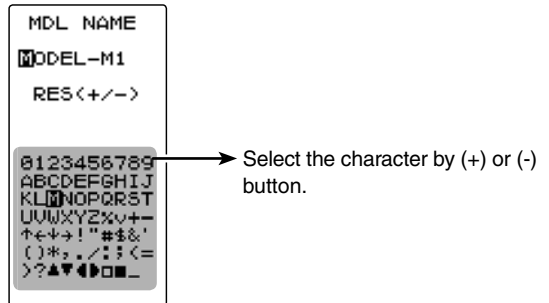 MDL NAME
MODEL-M1
RES(+/-)
0123456789
ABCDEFGHIJ
KLMNOPQRST
UVWXYZ%v+-
↑←↓→!"#$&'
()*,./:;<=
>?▲▼◀▶□■_
Select the character by (+) or (-)
button.